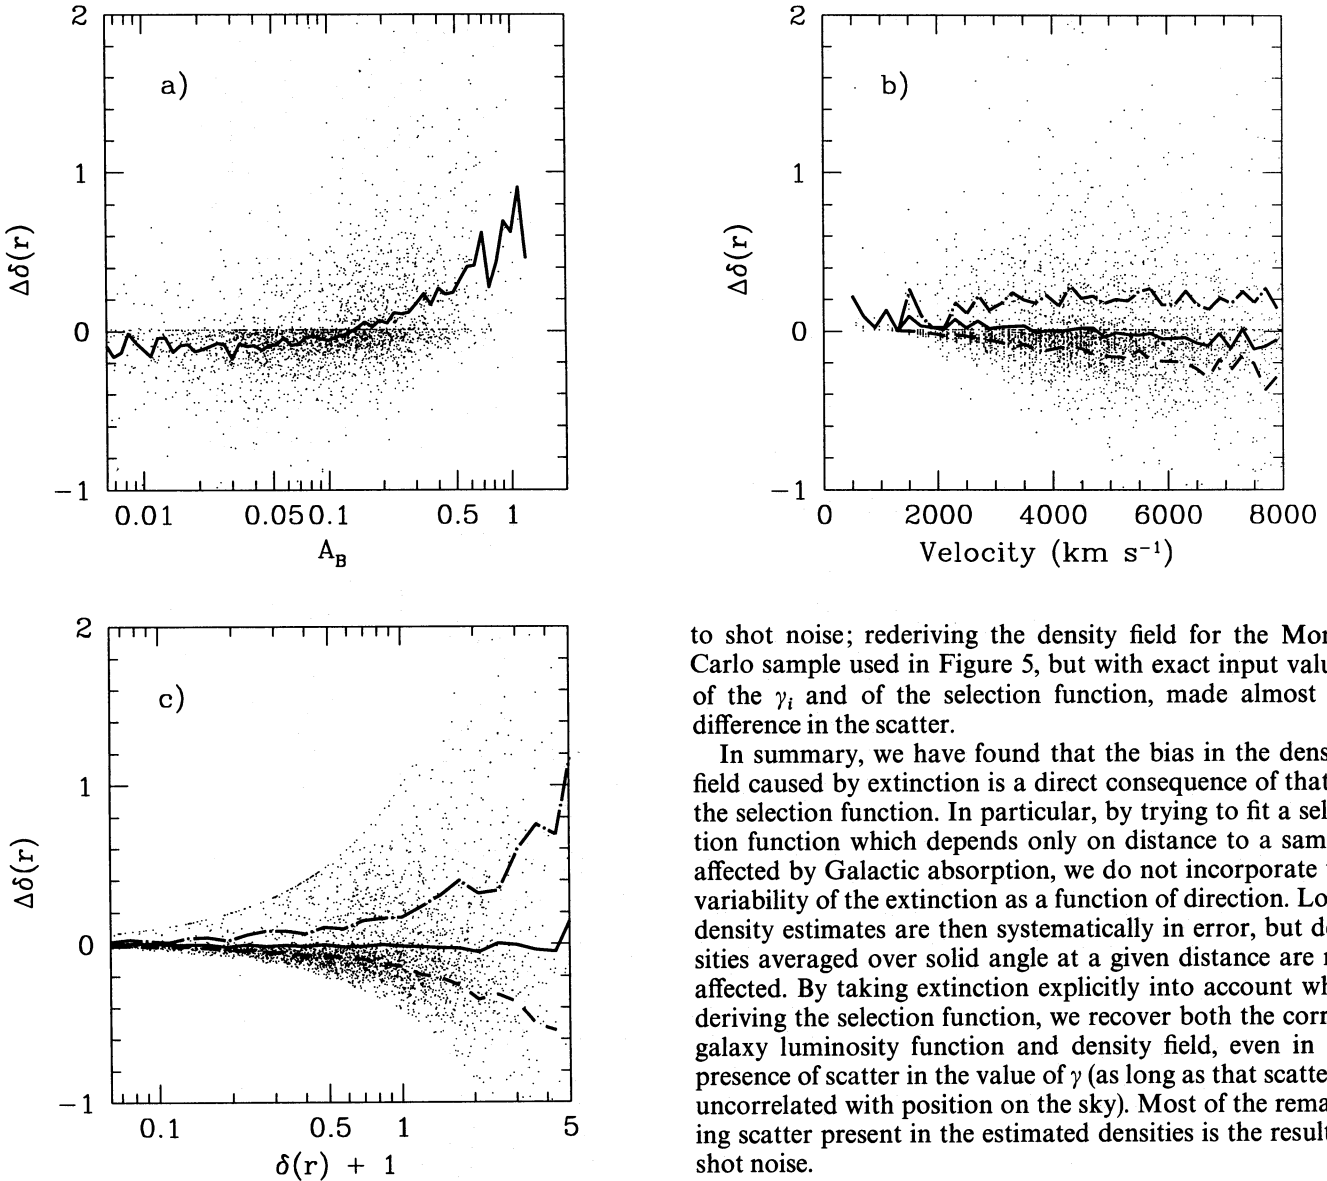 2
1
0
−1
a)
Δδ(r)
0.01
0.05
0.1
0.5
1
A_B
2
1
0
−1
b)
Δδ(r)
0
2000
4000
6000
8000
Velocity (km s⁻¹)
2
1
0
−1
c)
Δδ(r)
0.1
0.5
1
5
δ(r) + 1
to shot noise; rederiving the density field for the Mon
Carlo sample used in Figure 5, but with exact input valu
of the γᵢ and of the selection function, made almost
difference in the scatter.
In summary, we have found that the bias in the dens
field caused by extinction is a direct consequence of that
the selection function. In particular, by trying to fit a sel
tion function which depends only on distance to a sam
affected by Galactic absorption, we do not incorporate
variability of the extinction as a function of direction. Lo
density estimates are then systematically in error, but d
sities averaged over solid angle at a given distance are
affected. By taking extinction explicitly into account wh
deriving the selection function, we recover both the corr
galaxy luminosity function and density field, even in
presence of scatter in the value of γ (as long as that scatte
uncorrelated with position on the sky). Most of the rema
ing scatter present in the estimated densities is the result
shot noise.